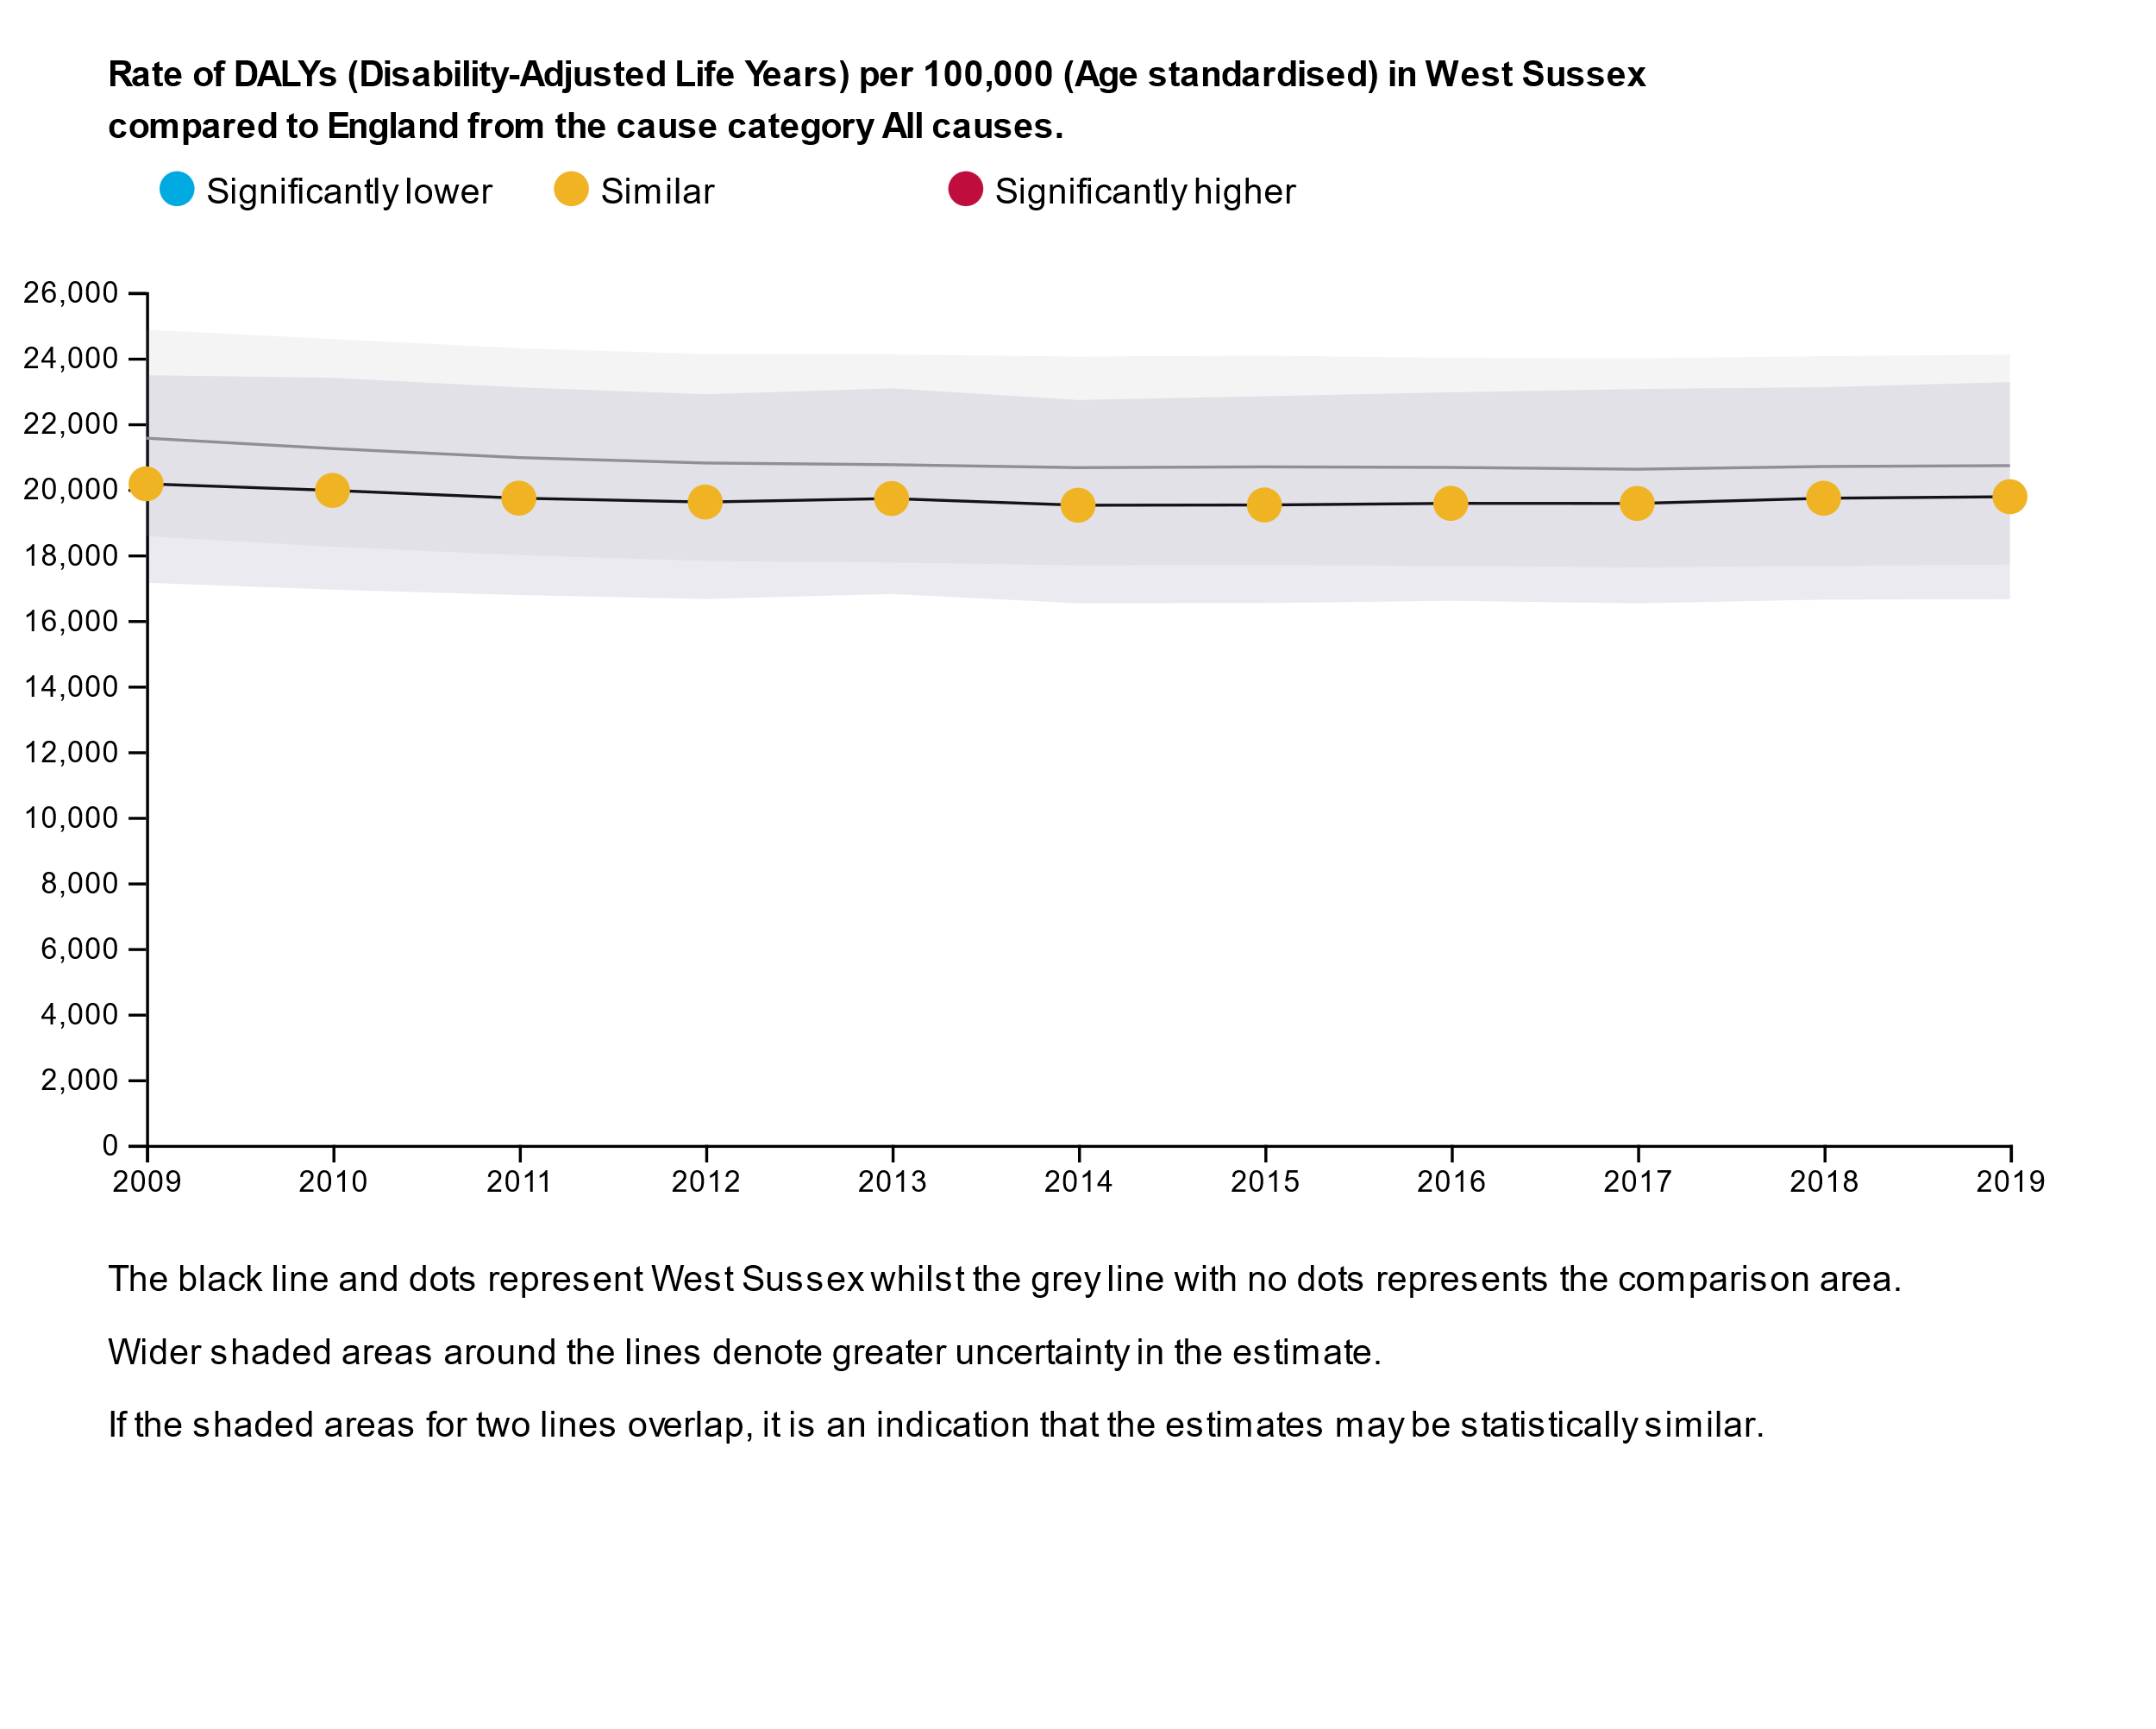 Rate of DALYs (Disability-Adjusted Life Years) per 100,000 (Age standardised) in West Sussex
compared to England from the cause category All causes.
Significantly lower Similar Significantly higher
26,000
24,000
22,000
20,000
18,000
16,000
14,000
12,000
10,000
8,000
6,000
4,000
2,000
0
2009 2010 2011 2012 2013 2014 2015 2016 2017 2018 2019
The black line and dots represent West Sussex whilst the grey line with no dots represents the comparison area.
Wider shaded areas around the lines denote greater uncertainty in the estimate.
If the shaded areas for two lines overlap, it is an indication that the estimates may be statistically similar.